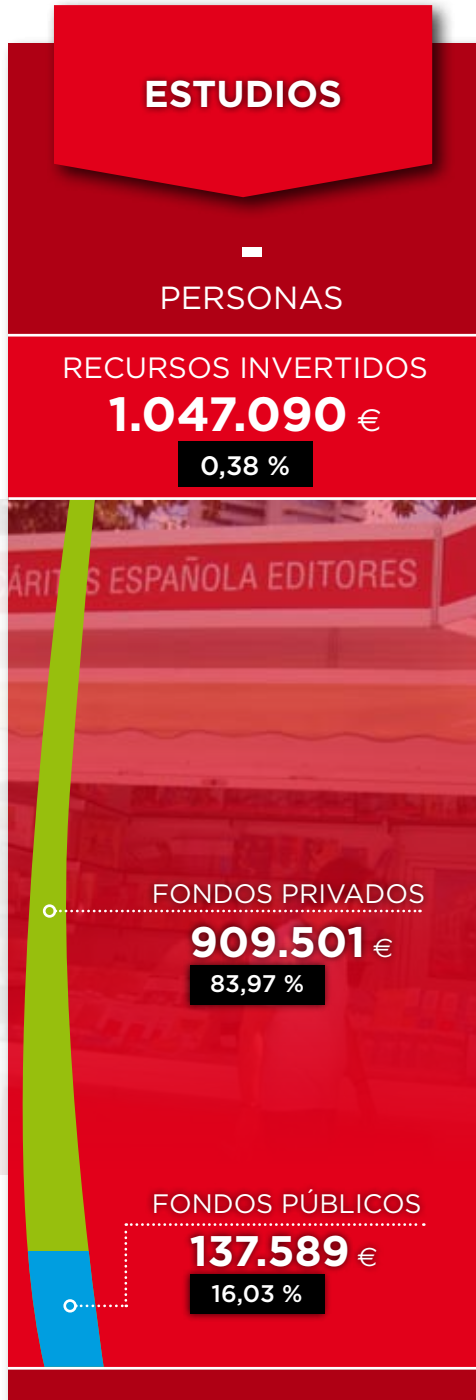 ESTUDIOS
-
PERSONAS
RECURSOS INVERTIDOS
1.047.090 €
0,38 %
ÁRITAS ESPAÑOLA EDITORES
FONDOS PRIVADOS
909.501 €
83,97 %
FONDOS PÚBLICOS
137.589 €
16,03 %